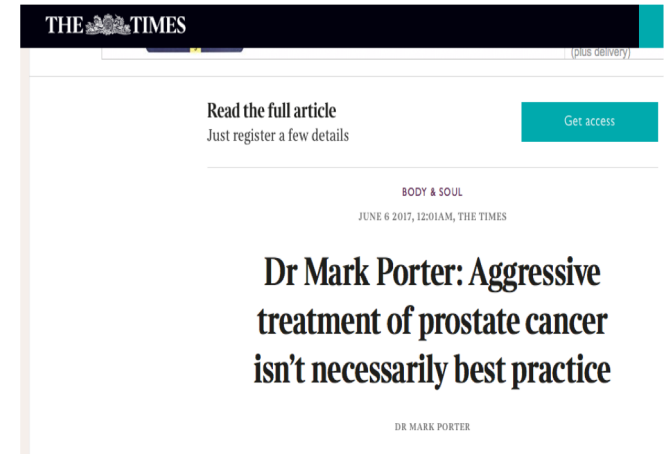 THE TIMES
(plus delivery)
Read the full article
Just register a few details
Get access
BODY & SOUL
JUNE 6 2017, 12:01AM, THE TIMES
Dr Mark Porter: Aggressive
treatment of prostate cancer
isn't necessarily best practice
DR MARK PORTER